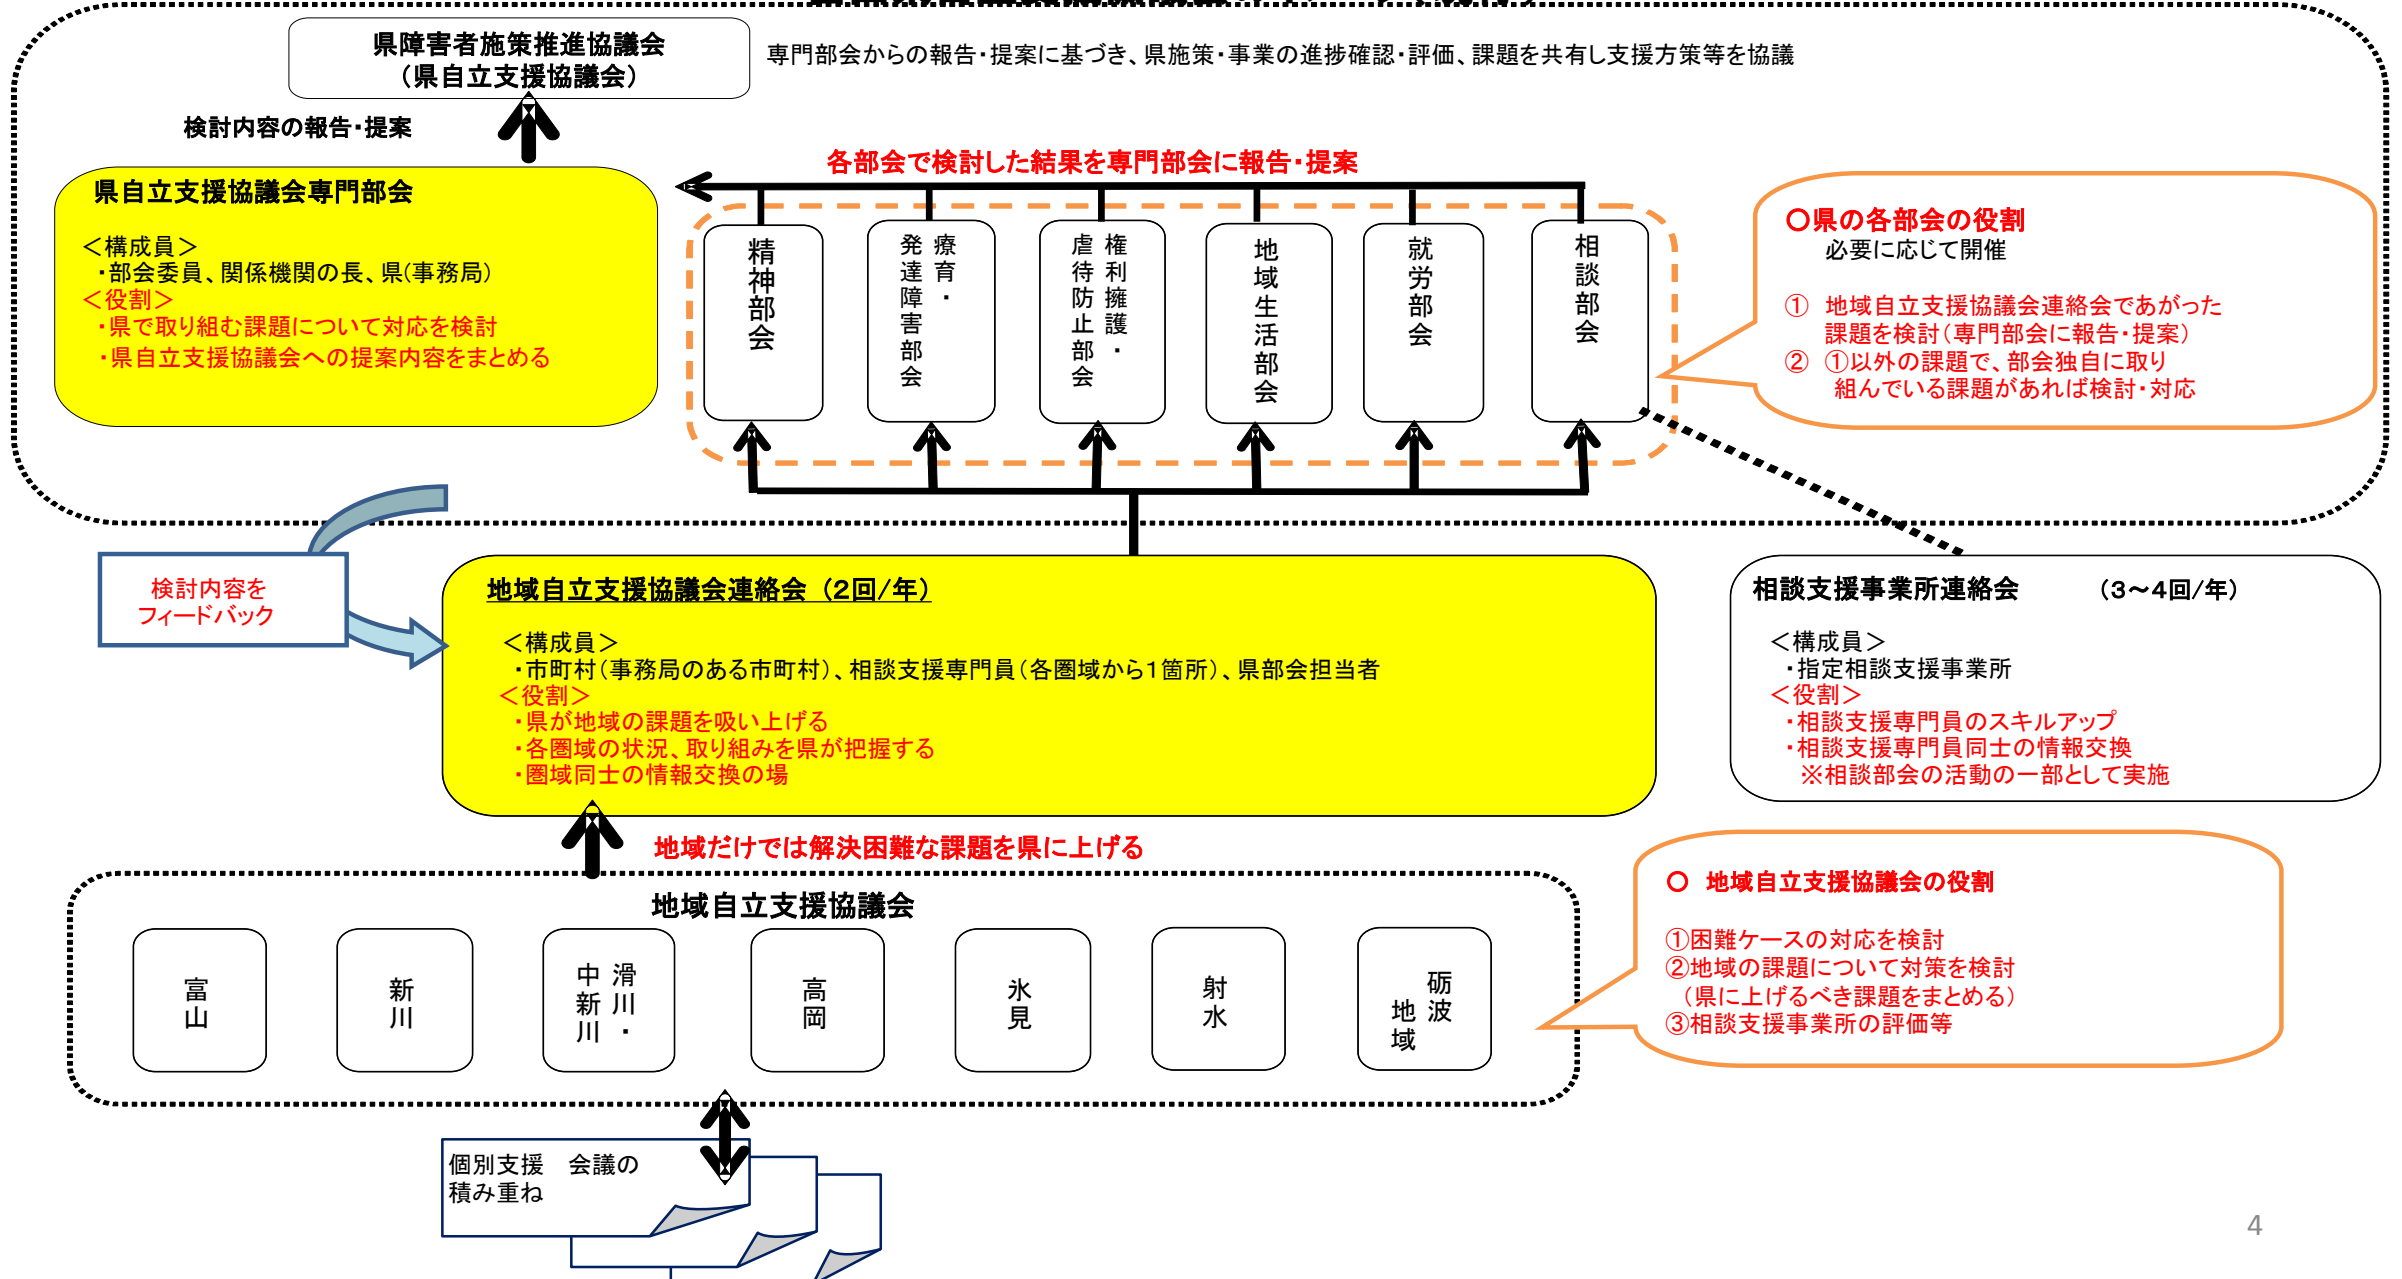 県障害者施策推進協議会
（県自立支援協議会）
専門部会からの報告・提案に基づき、県施策・事業の進捗確認・評価、課題を共有し支援方策等を協議
検討内容の報告・提案
各部会で検討した結果を専門部会に報告・提案
県自立支援協議会専門部会
＜構成員＞
・部会委員、関係機関の長、県(事務局)
＜役割＞
・県で取り組む課題について対応を検討
・県自立支援協議会への提案内容をまとめる
精神部会
療育・
発達障害部会
権利擁護・
虐待防止部会
地域生活部会
就労部会
相談部会
〇県の各部会の役割
必要に応じて開催
① 地域自立支援協議会連絡会であがった
課題を検討(専門部会に報告・提案)
② ①以外の課題で、部会独自に取り
組んでいる課題があれば検討・対応
検討内容を
フィードバック
地域自立支援協議会連絡会（２回/年）
＜構成員＞
・市町村(事務局のある市町村)、相談支援専門員(各圏域から１箇所)、県部会担当者
＜役割＞
・県が地域の課題を吸い上げる
・各圏域の状況、取り組みを県が把握する
・圏域同士の情報交換の場
相談支援事業所連絡会　　（３～４回/年）
＜構成員＞
・指定相談支援事業所
＜役割＞
・相談支援専門員のスキルアップ
・相談支援専門員同士の情報交換
※相談部会の活動の一部として実施
地域だけでは解決困難な課題を県に上げる
地域自立支援協議会
富山
新川
滑川・
中新川
高岡
氷見
射水
砺波
地域
〇 地域自立支援協議会の役割
①困難ケースの対応を検討
②地域の課題について対策を検討
（県に上げるべき課題をまとめる）
③相談支援事業所の評価等
個別支援　会議の
積み重ね
4